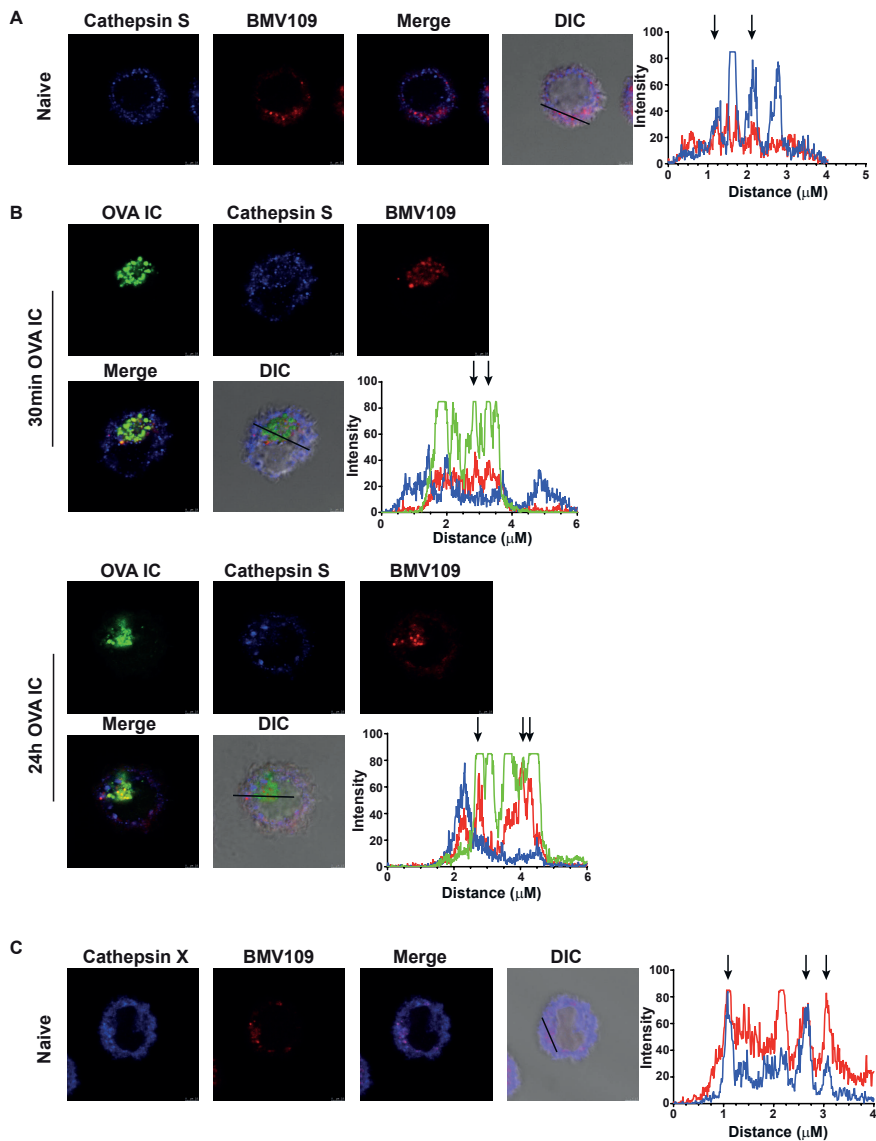 A
Cathepsin S BMV109 Merge DIC
Naive
Intensity
100
80
60
40
20
0
0 1 2 3 4 5
Distance (μM)
B
OVA IC Cathepsin S BMV109
30min OVA IC
Merge DIC
Intensity
100
80
60
40
20
0
0 2 4 6
Distance (μM)
OVA IC Cathepsin S BMV109
24h OVA IC
Merge DIC
Intensity
100
80
60
40
20
0
0 2 4 6
Distance (μM)
C
Cathepsin X BMV109 Merge DIC
Naive
Intensity
100
80
60
40
20
0
0 1 2 3 4
Distance (μM)